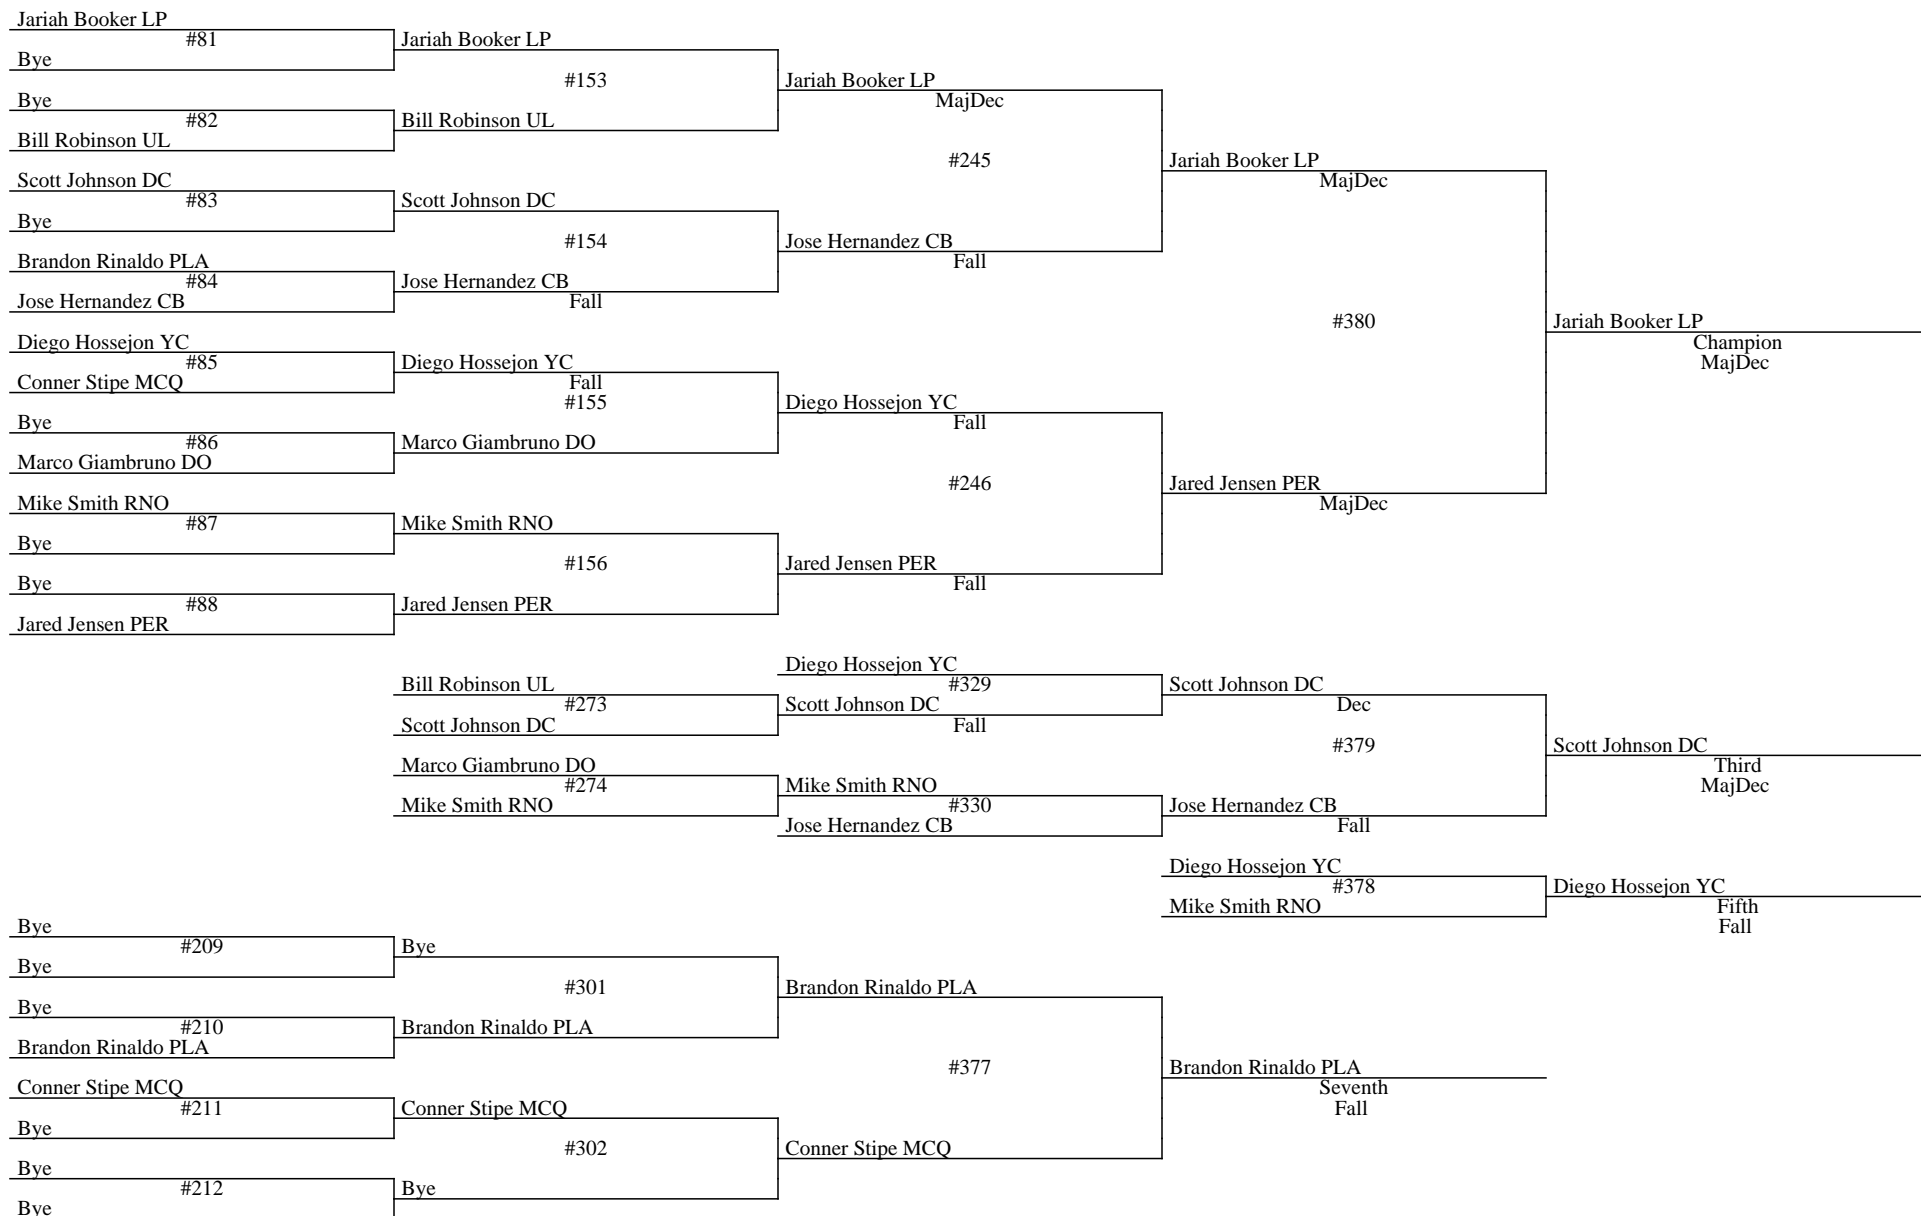 Jariah Booker LP
#81
Jariah Booker LP
Bye
#153
Jariah Booker LP
MajDec
Bye
#82
Bill Robinson UL
Bill Robinson UL
#245
Jariah Booker LP
MajDec
Scott Johnson DC
#83
Scott Johnson DC
Bye
#154
Jose Hernandez CB
Fall
Brandon Rinaldo PLA
#84
Jose Hernandez CB
Fall
Jose Hernandez CB
#380
Jariah Booker LP
Champion
MajDec
Diego Hossejon YC
#85
Diego Hossejon YC
Fall
Conner Stipe MCQ
#155
Diego Hossejon YC
Fall
Bye
#86
Marco Giambruno DO
Marco Giambruno DO
#246
Jared Jensen PER
MajDec
Mike Smith RNO
#87
Mike Smith RNO
Bye
#156
Jared Jensen PER
Fall
Bye
#88
Jared Jensen PER
Jared Jensen PER
Diego Hossejon YC
#329
Scott Johnson DC
Dec
Bill Robinson UL
#273
Scott Johnson DC
Fall
Scott Johnson DC
#379
Scott Johnson DC
Third
MajDec
Marco Giambruno DO
#274
Mike Smith RNO
Mike Smith RNO
#330
Jose Hernandez CB
Fall
Jose Hernandez CB
Diego Hossejon YC
#378
Diego Hossejon YC
Fifth
Fall
Mike Smith RNO
Bye
#209
Bye
Bye
#301
Brandon Rinaldo PLA
Bye
#210
Brandon Rinaldo PLA
Brandon Rinaldo PLA
#377
Brandon Rinaldo PLA
Seventh
Fall
Conner Stipe MCQ
#211
Conner Stipe MCQ
Bye
#302
Conner Stipe MCQ
Bye
#212
Bye
Bye